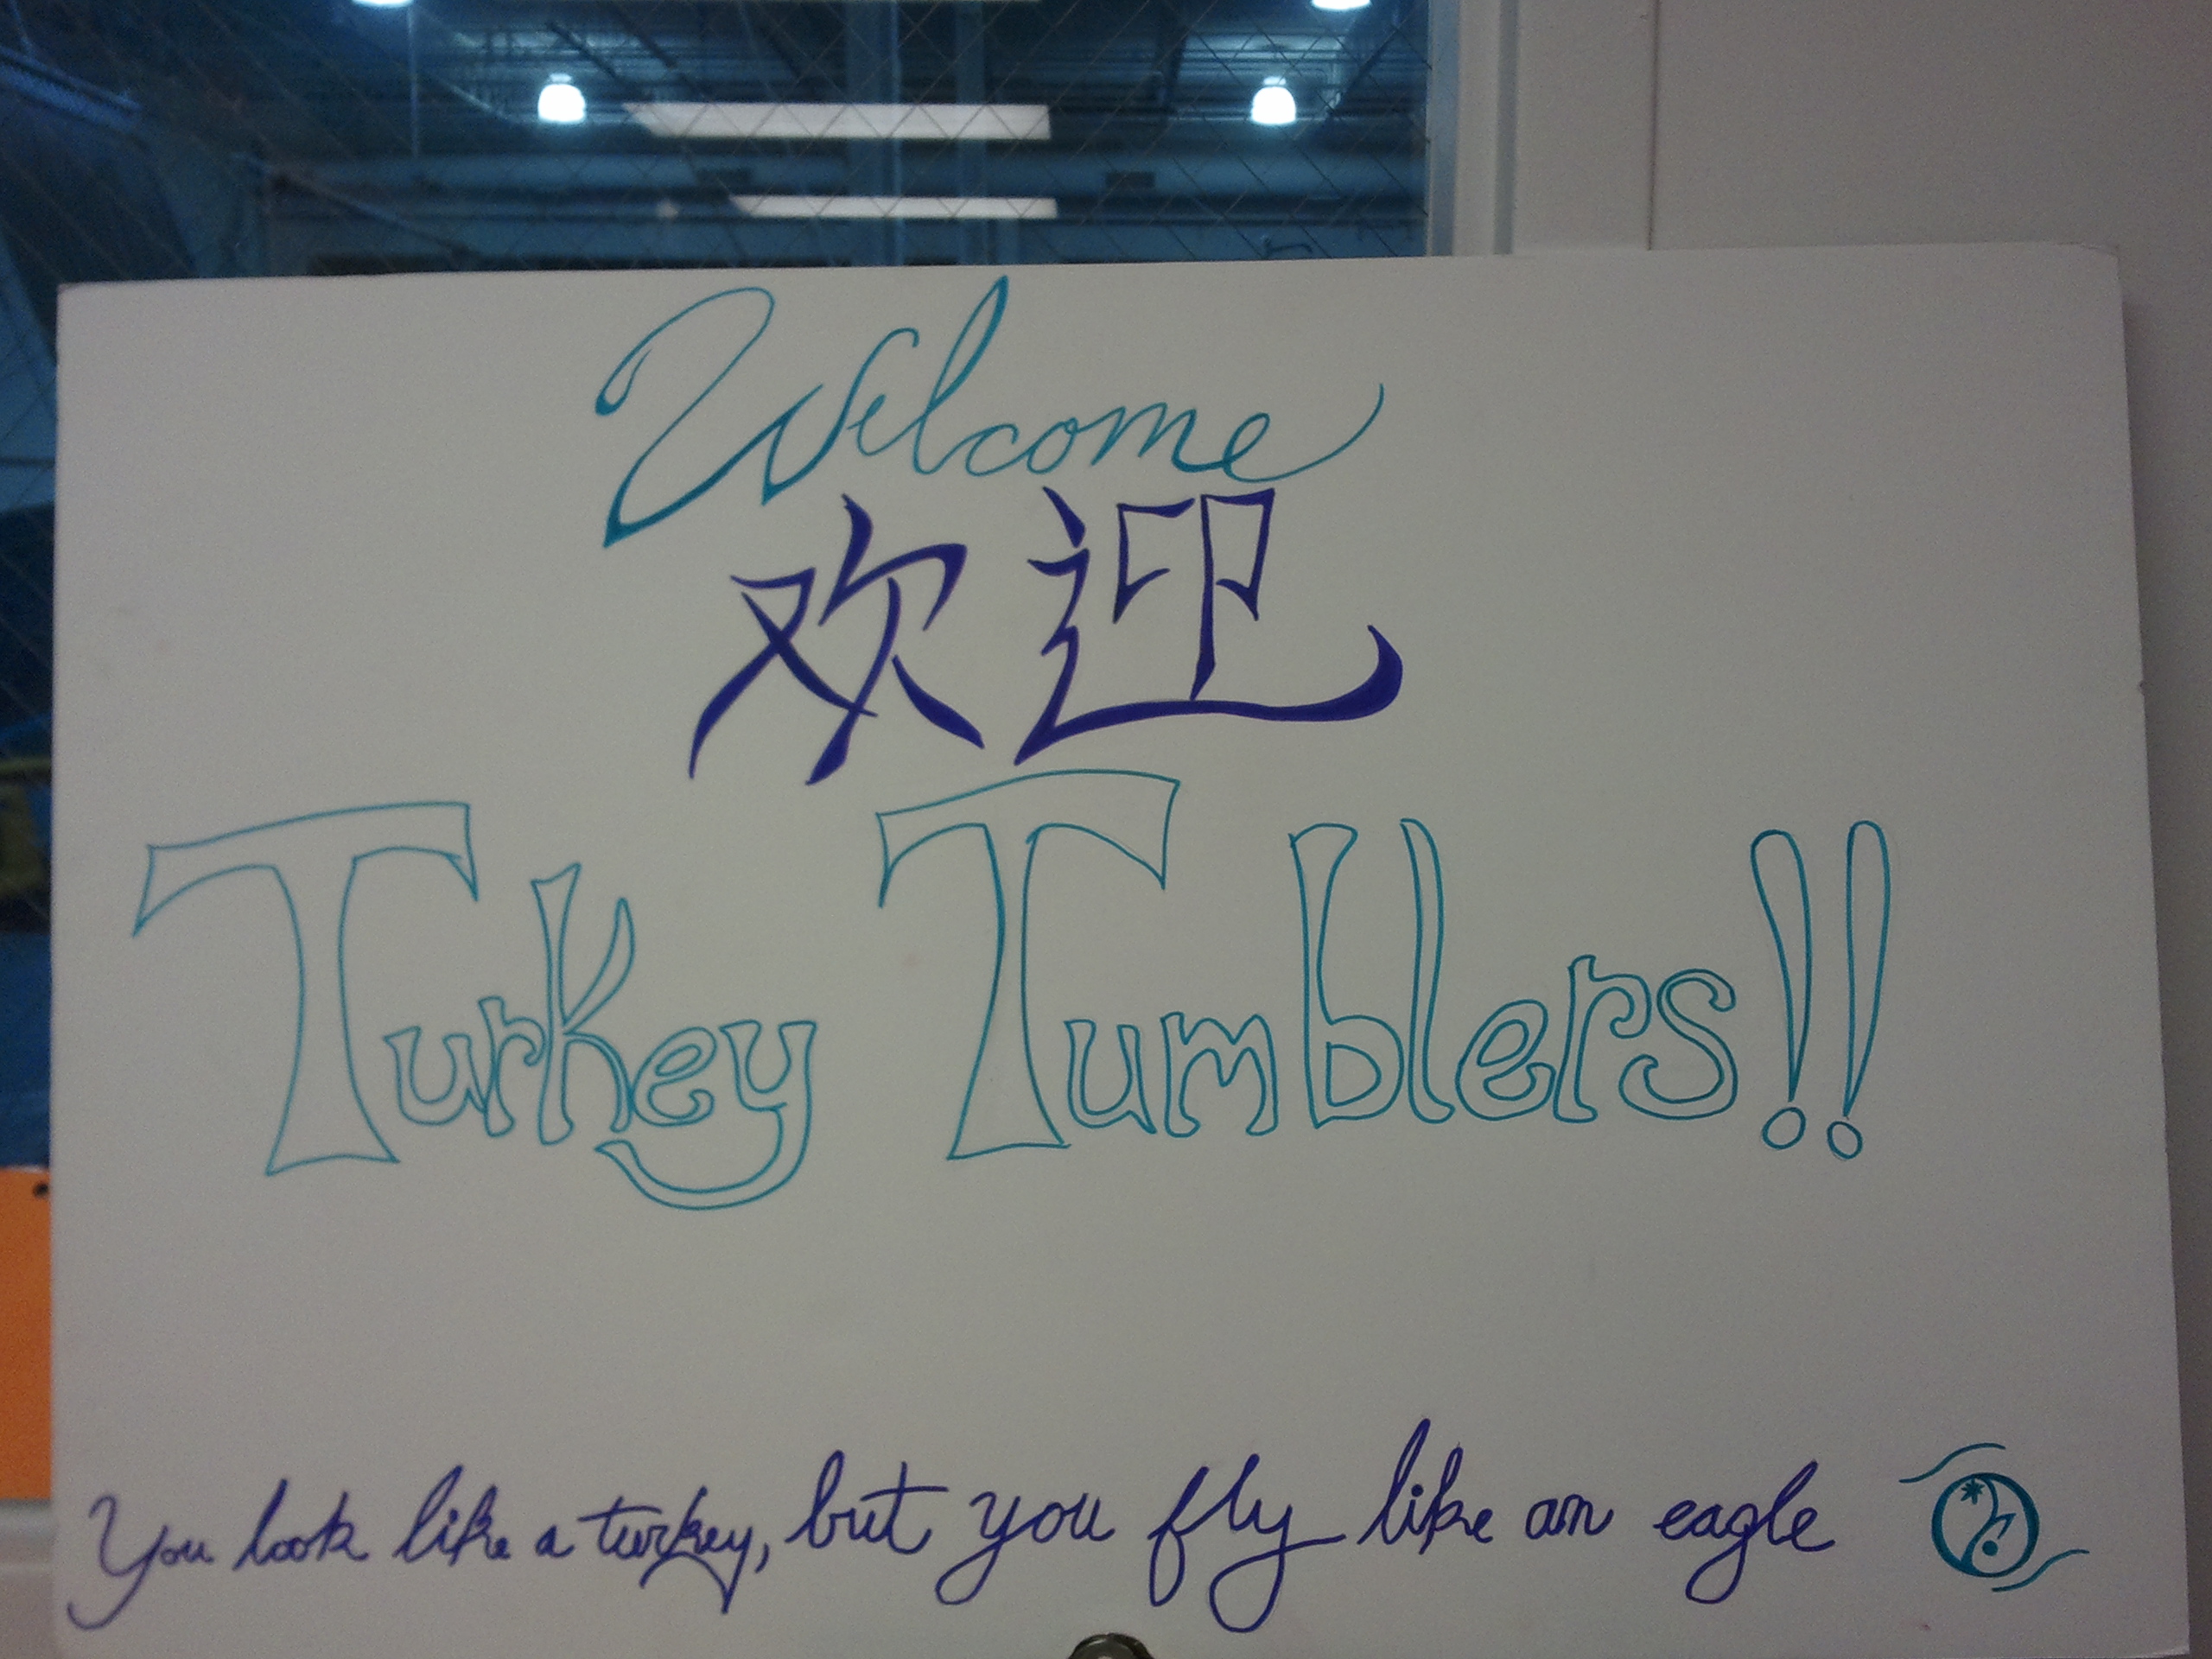 Welcome
欢迎
Turkey Tumblers!!
You look like a turkey, but you fly like an eagle